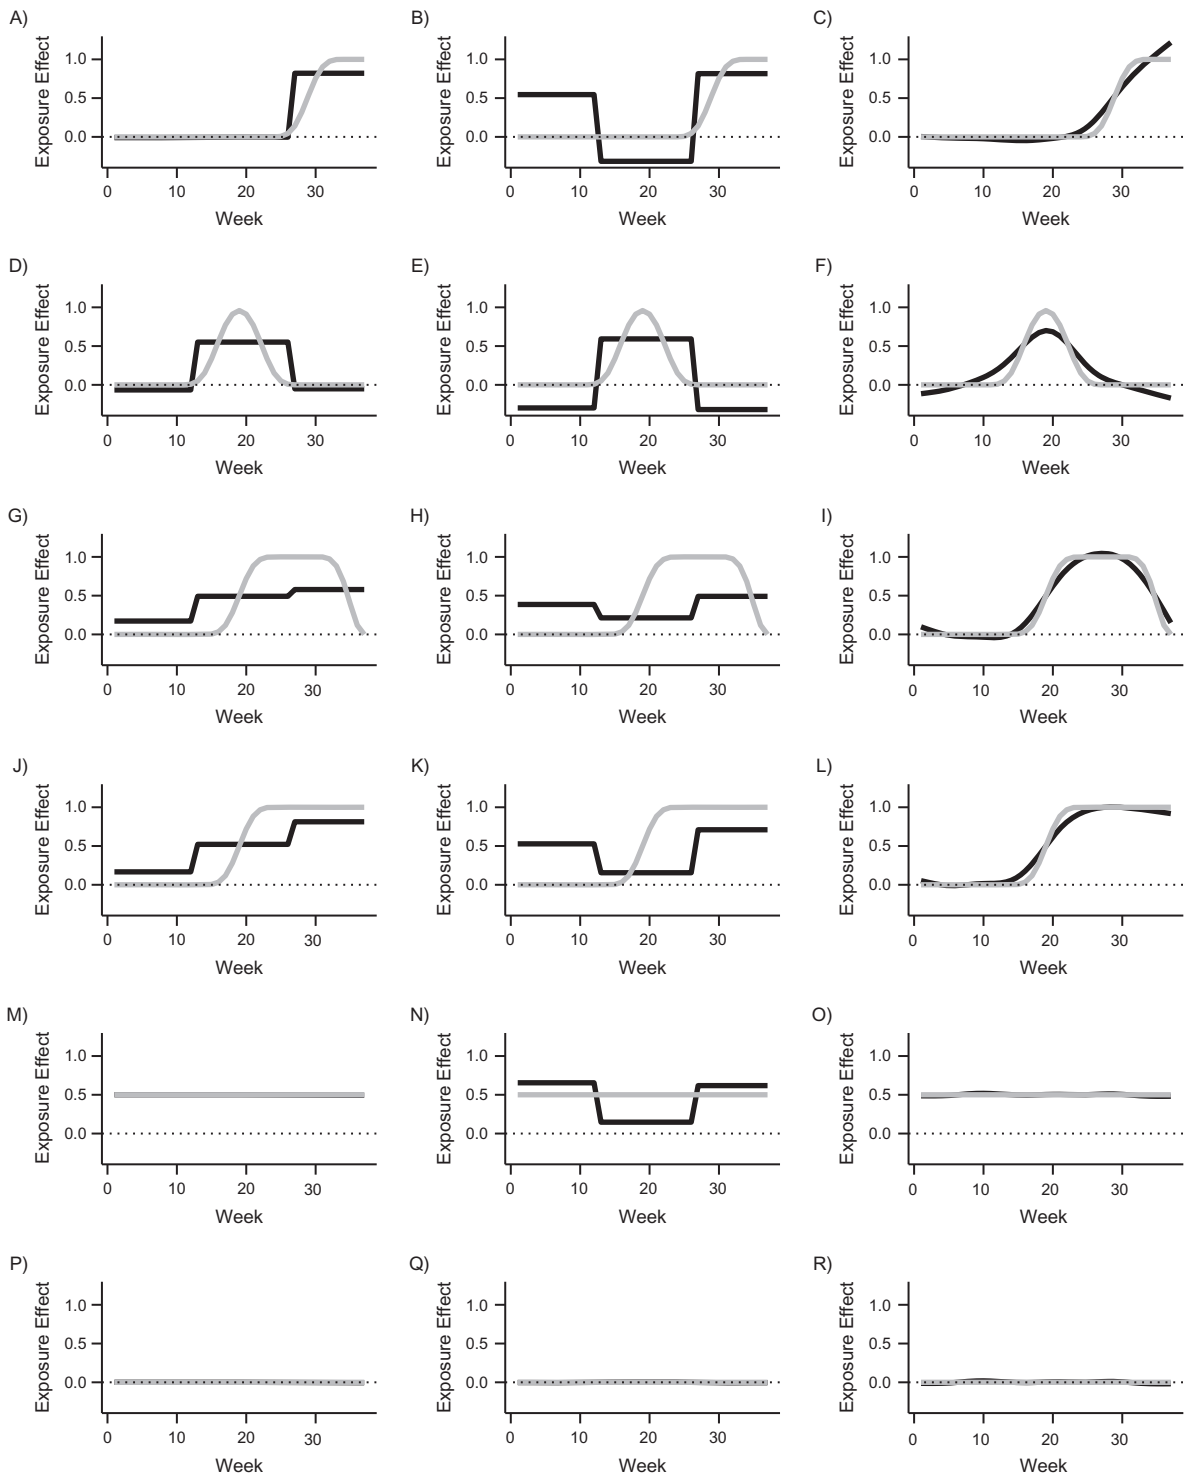 A) B) C)
Exposure Effect 1.0 0.5 0.0 Exposure Effect 1.0 0.5 0.0 Exposure Effect 1.0 0.5 0.0
0 10 20 30 0 10 20 30 0 10 20 30
Week Week Week
D) E) F)
Exposure Effect 1.0 0.5 0.0 Exposure Effect 1.0 0.5 0.0 Exposure Effect 1.0 0.5 0.0
0 10 20 30 0 10 20 30 0 10 20 30
Week Week Week
G) H) I)
Exposure Effect 1.0 0.5 0.0 Exposure Effect 1.0 0.5 0.0 Exposure Effect 1.0 0.5 0.0
0 10 20 30 0 10 20 30 0 10 20 30
Week Week Week
J) K) L)
Exposure Effect 1.0 0.5 0.0 Exposure Effect 1.0 0.5 0.0 Exposure Effect 1.0 0.5 0.0
0 10 20 30 0 10 20 30 0 10 20 30
Week Week Week
M) N) O)
Exposure Effect 1.0 0.5 0.0 Exposure Effect 1.0 0.5 0.0 Exposure Effect 1.0 0.5 0.0
0 10 20 30 0 10 20 30 0 10 20 30
Week Week Week
P) Q) R)
Exposure Effect 1.0 0.5 0.0 Exposure Effect 1.0 0.5 0.0 Exposure Effect 1.0 0.5 0.0
0 10 20 30 0 10 20 30 0 10 20 30
Week Week Week